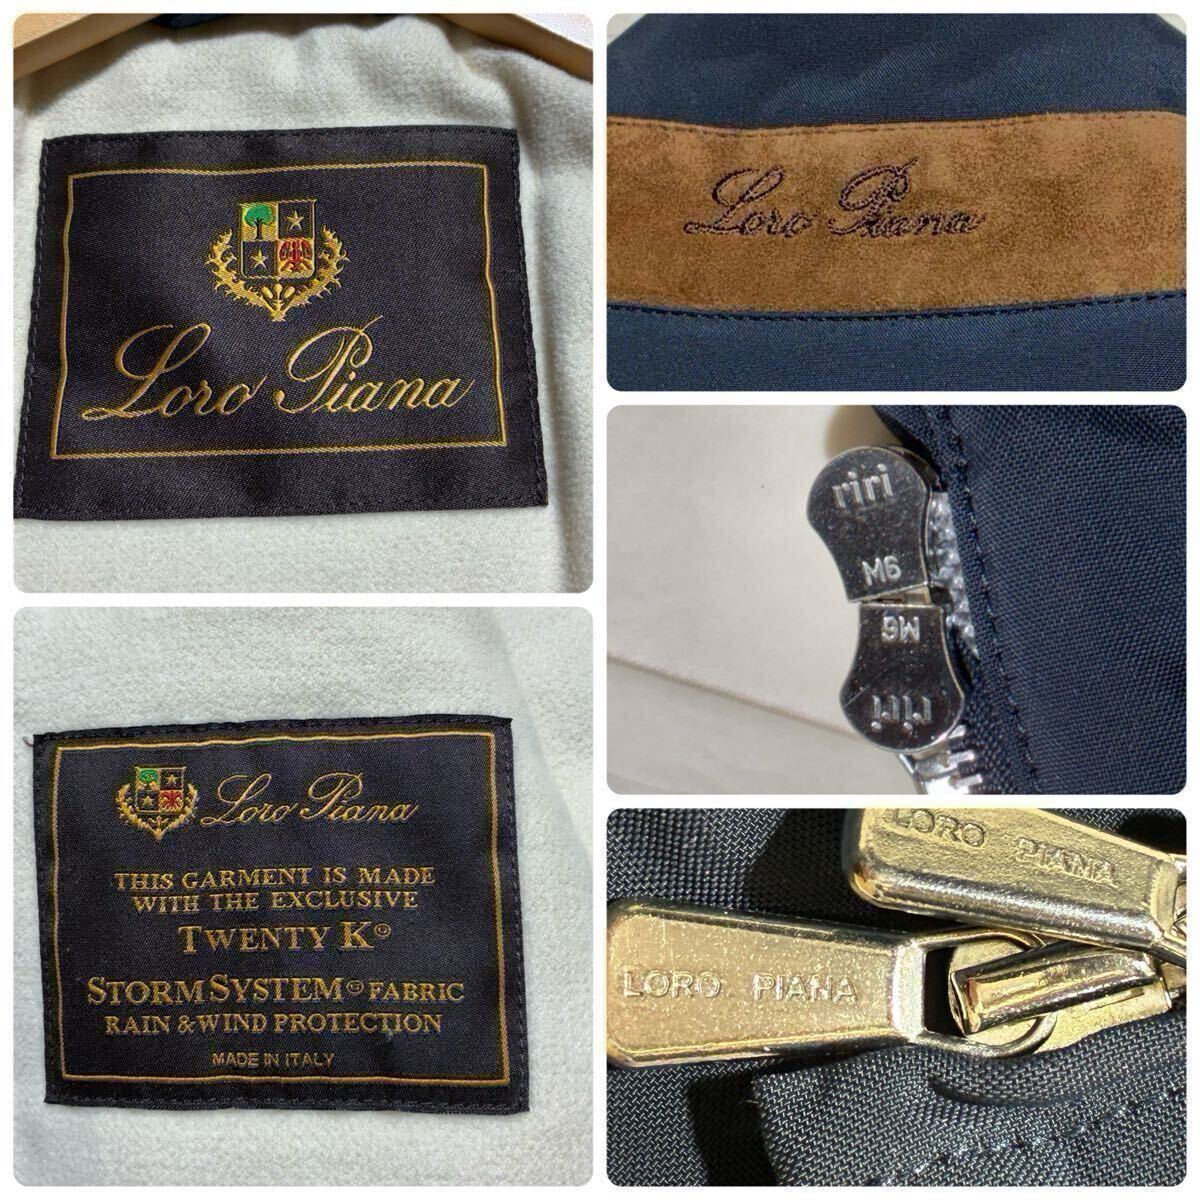 Loro Piana
Loro Piana
riri
M6
M6
riri
Loro Piana
THIS GARMENT IS MADE
WITH THE EXCLUSIVE
TWENTY K©
STORM SYSTEM© FABRIC
RAIN & WIND PROTECTION
MADE IN ITALY
LORO PIANA
LORO PIANA